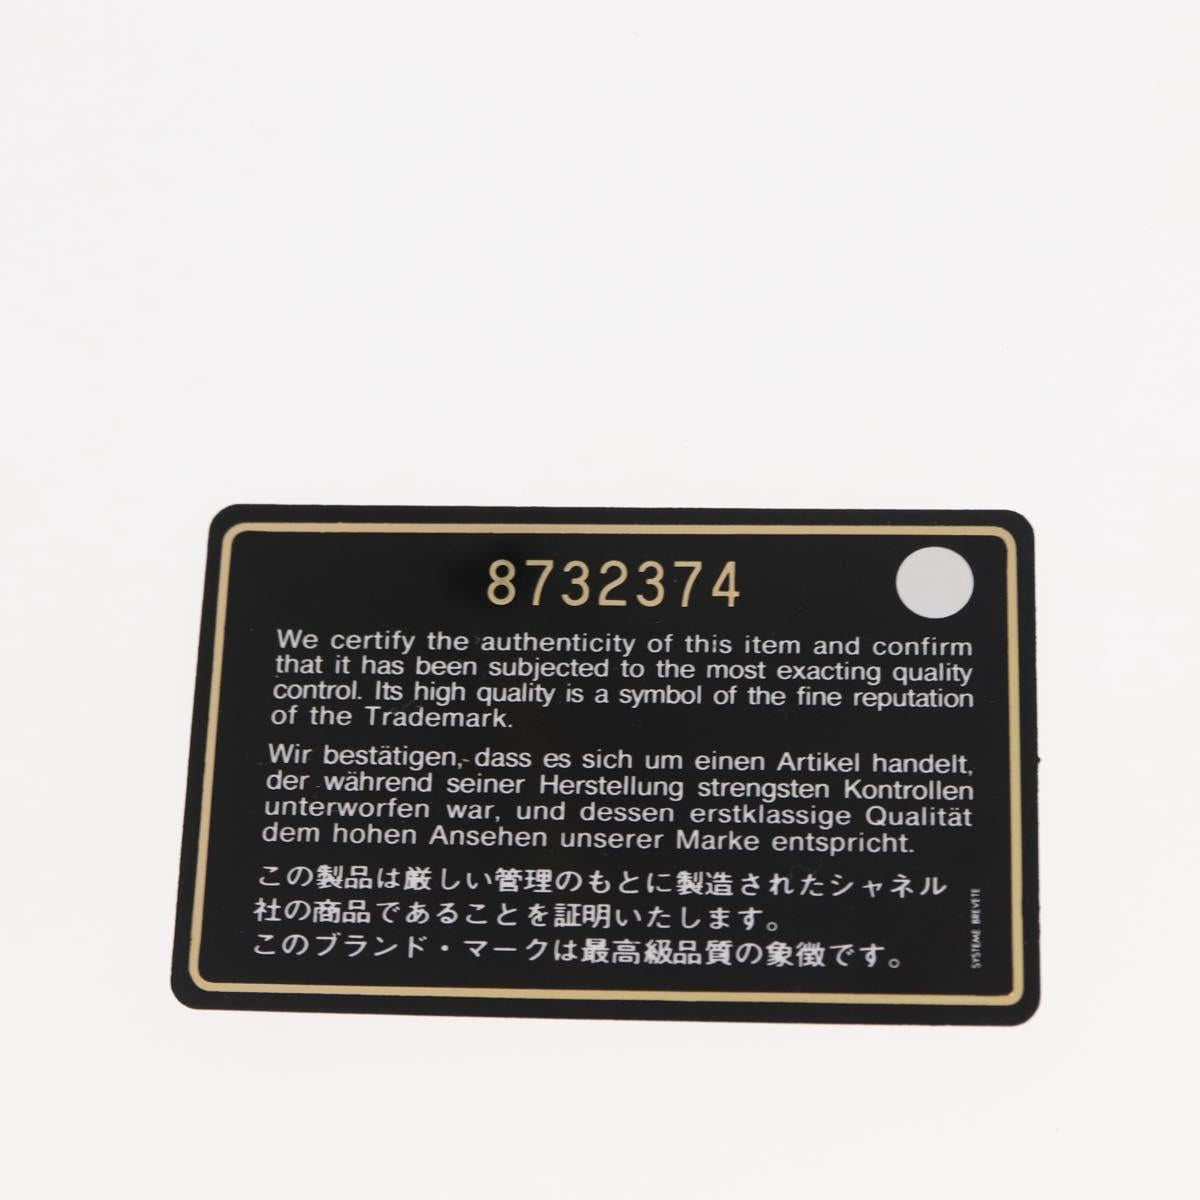 8732374
We certify the authenticity of this item and confirm
that it has been subjected to the most exacting quality
control. Its high quality is a symbol of the fine reputation
of the Trademark.
Wir bestätigen, dass es sich um einen Artikel handelt,
der während seiner Herstellung strengsten Kontrollen
unterworfen war, und dessen erstklassige Qualität
dem hohen Ansehen unserer Marke entspricht.
この製品は厳しい管理のもとに製造されたシャネル
社の商品であることを証明いたします。
このブランド・マークは最高級品質の象徴です。
SYSTEME BREVETE